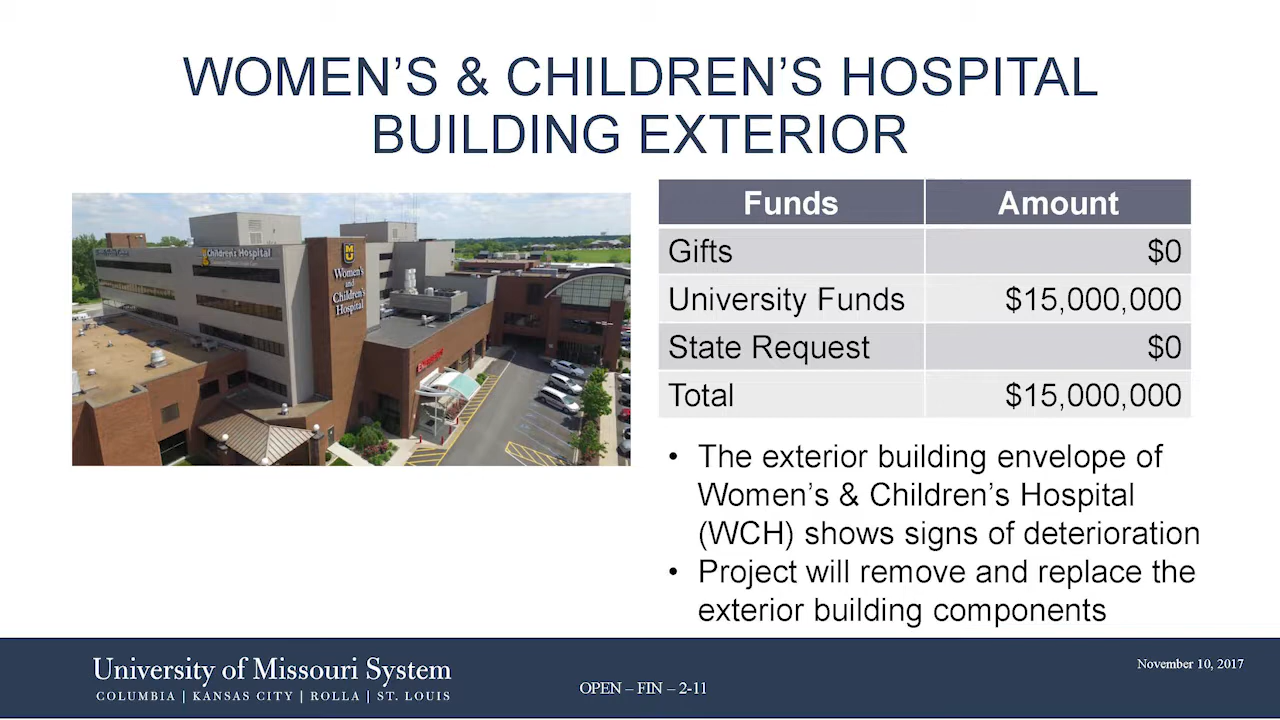 WOMEN'S & CHILDREN'S HOSPITAL
BUILDING EXTERIOR
Children's Hospital
MU
Women's
and
Children's
Hospital
Emergency
Funds Amount
Gifts $0
University Funds $15,000,000
State Request $0
Total $15,000,000
• The exterior building envelope of
Women's & Children's Hospital
(WCH) shows signs of deterioration
• Project will remove and replace the
exterior building components
University of Missouri System
COLUMBIA | KANSAS CITY | ROLLA | ST. LOUIS
OPEN – FIN – 2-11
November 10, 2017